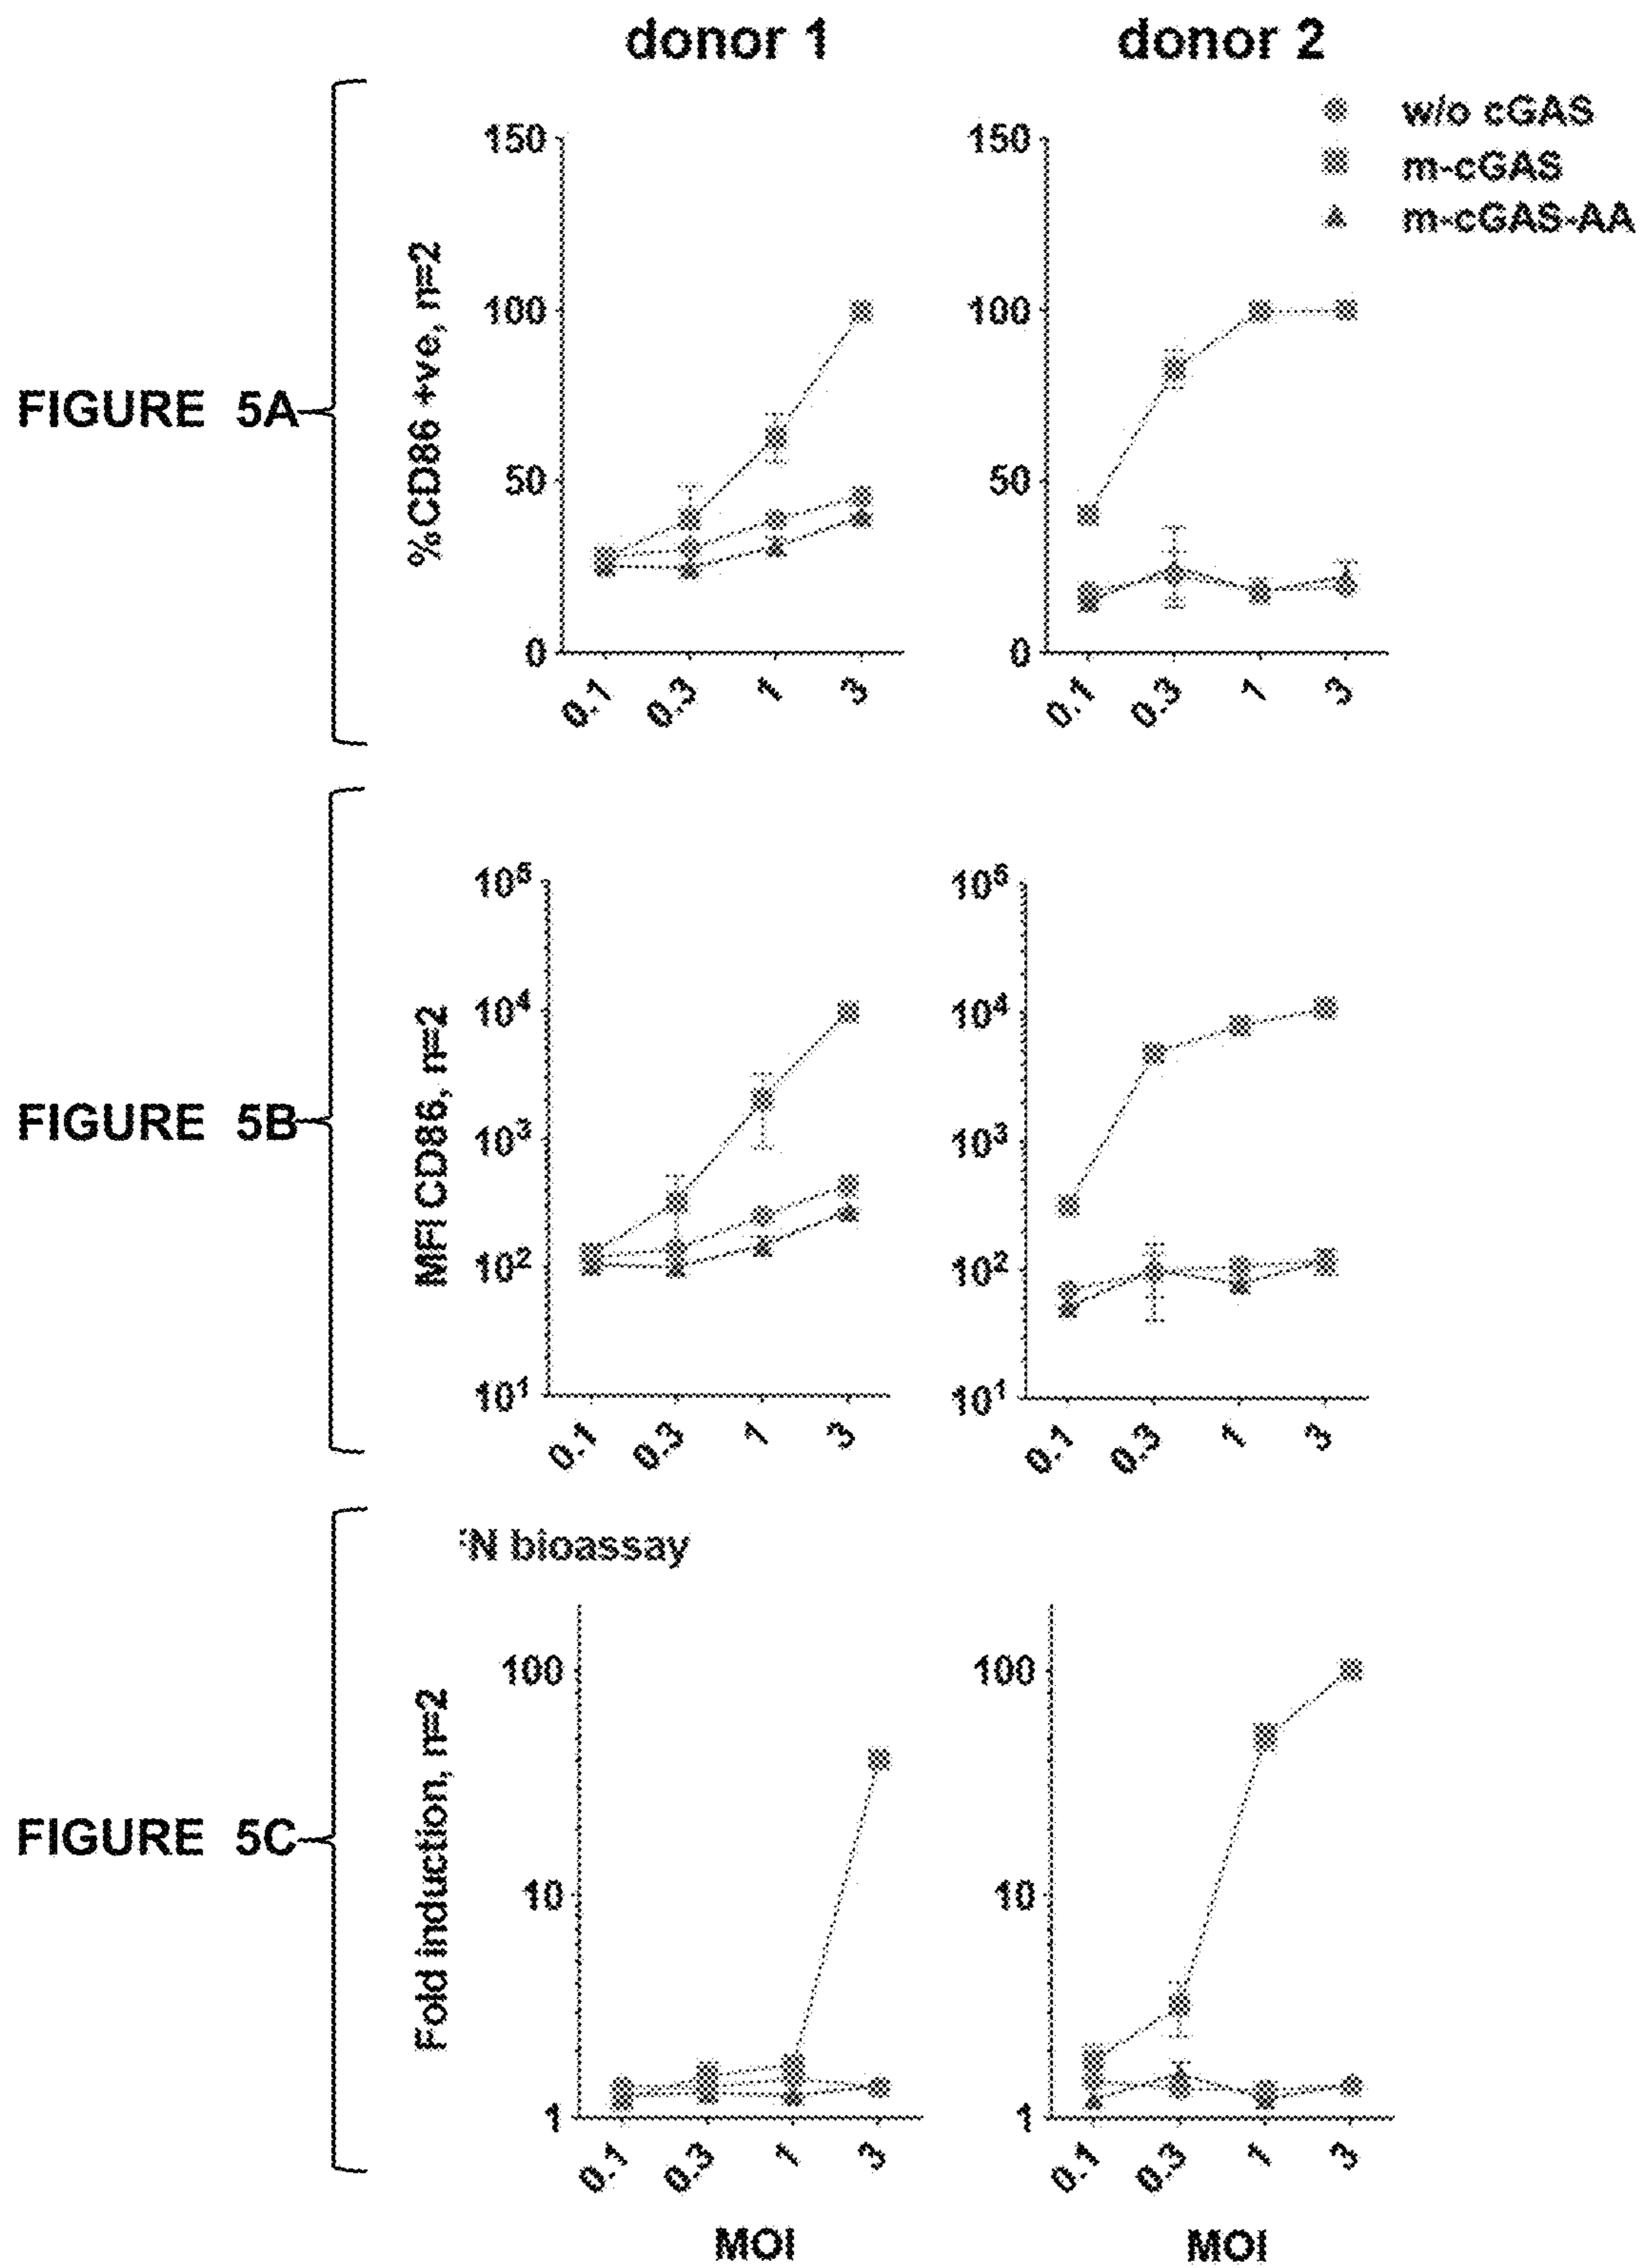 donor 1 donor 2
w/o cGAS
m-cGAS
m-cGAS-AA
FIGURE 5A
%CD86 +ve, n=2
150
100
50
0
0.1 0.3 1 3
150
100
50
0
0.1 0.3 1 3
FIGURE 5B
MFI CD86, n=2
10⁵
10⁴
10³
10²
10¹
0.1 0.3 1 3
10⁵
10⁴
10³
10²
10¹
0.1 0.3 1 3
FIGURE 5C
N bioassay
Fold induction, n=2
100
10
1
0.1 0.3 1 3
MOI
100
10
1
0.1 0.3 1 3
MOI